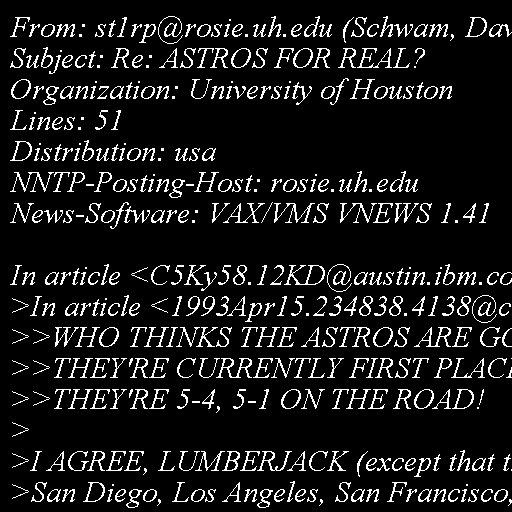 From: st1rp@rosie.uh.edu (Schwam, Dav
Subject: Re: ASTROS FOR REAL?
Organization: University of Houston
Lines: 51
Distribution: usa
NNTP-Posting-Host: rosie.uh.edu
News-Software: VAX/VMS VNEWS 1.41

In article <C5Ky58.12KD@austin.ibm.co
>In article <1993Apr15.234838.4138@c
>>WHO THINKS THE ASTROS ARE GO
>>THEY'RE CURRENTLY FIRST PLAC
>>THEY'RE 5-4, 5-1 ON THE ROAD!
>
>I AGREE, LUMBERJACK (except that t
>San Diego, Los Angeles, San Francisco,